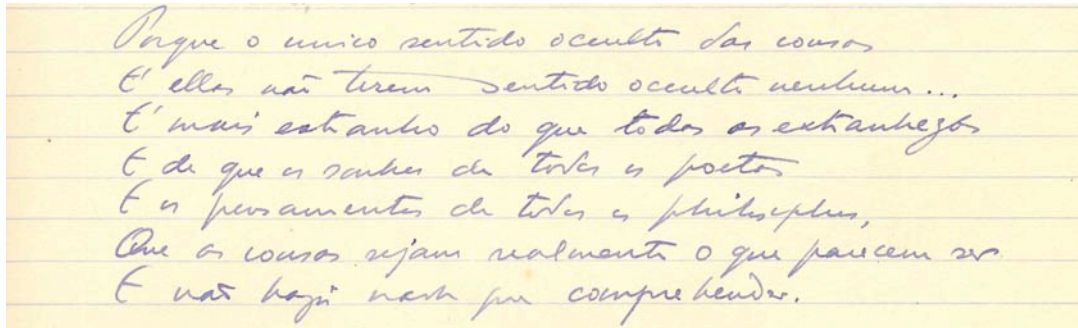 Porque o unico sentido occulto das cousas
É ellas não terem sentido occulto nenhum...
É mais extranho do que todas as extranhezas
E do que os sonhos de todos os poetas
E os pensamentos de todos os philosophos,
Que as cousas sejam realmente o que parecem ser
E não haja nada que comprehender.